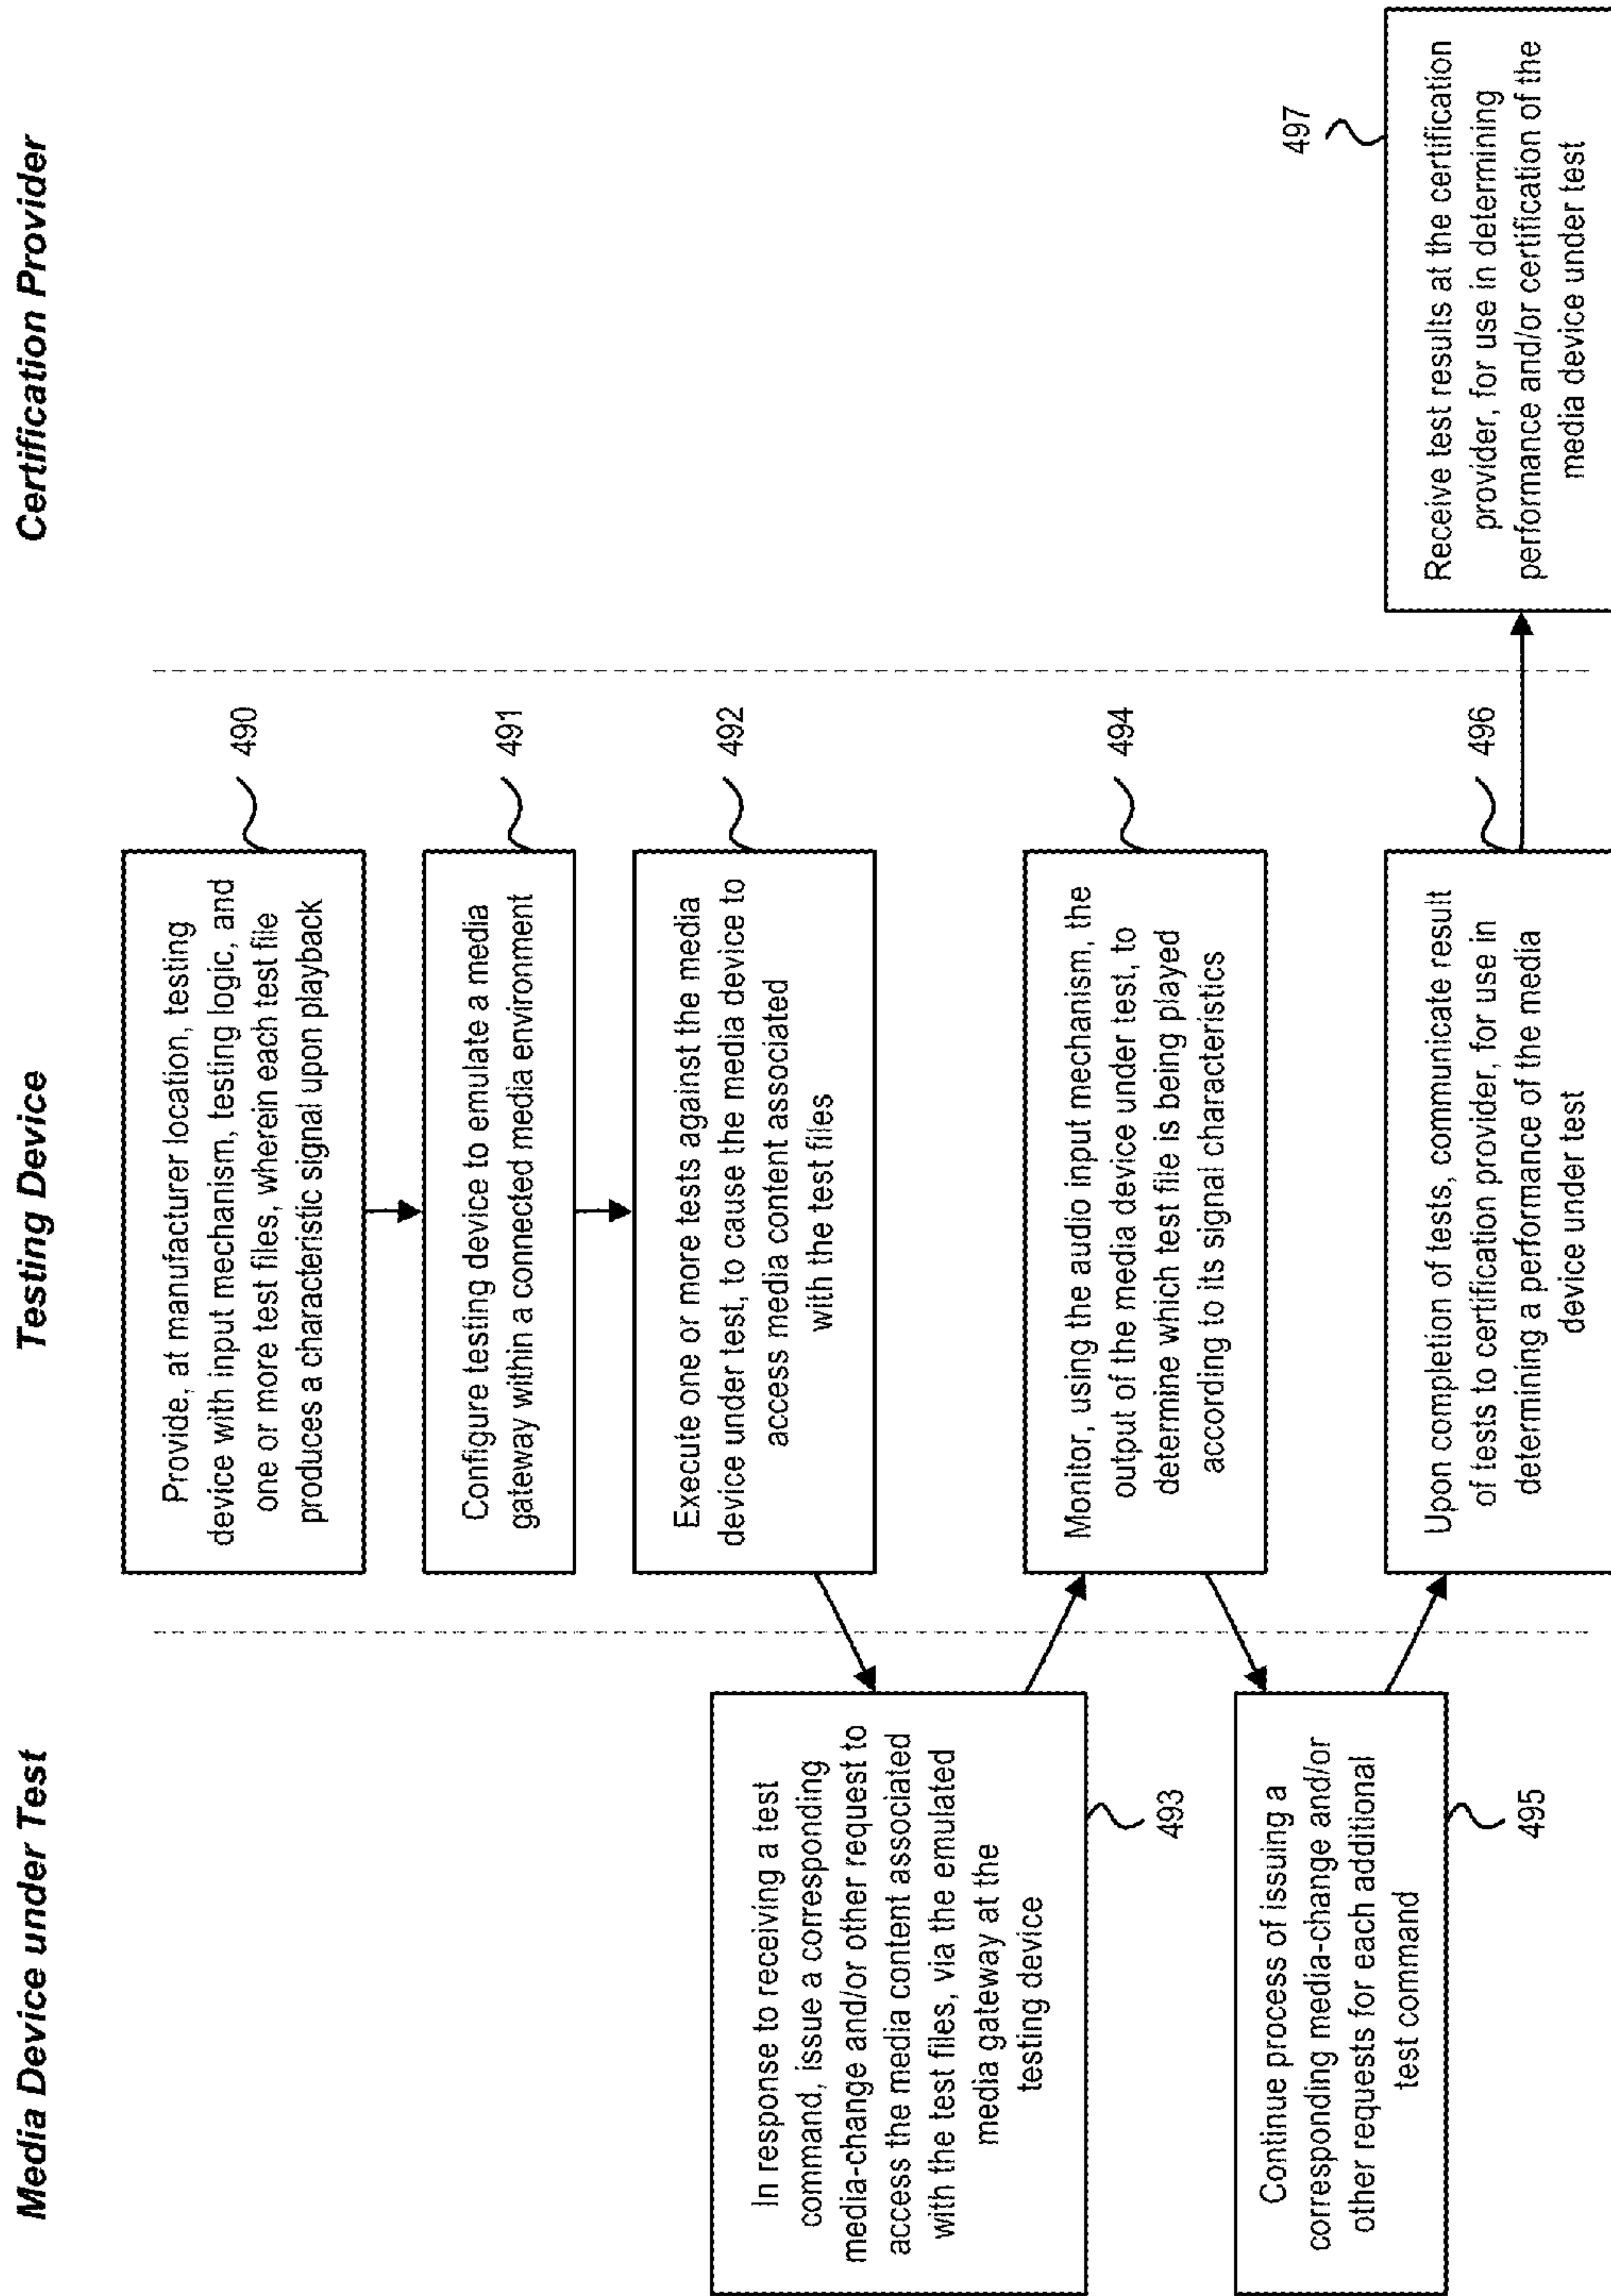 Media Device under Test
Testing Device
Certification Provider
Provide, at manufacturer location, testing
device with input mechanism, testing logic, and
one or more test files, wherein each test file
produces a characteristic signal upon playback
490
Configure testing device to emulate a media
gateway within a connected media environment
491
Execute one or more tests against the media
device under test, to cause the media device to
access media content associated
with the test files
492
In response to receiving a test
command, issue a corresponding
media-change and/or other request to
access the media content associated
with the test files, via the emulated
media gateway at the
testing device
493
Monitor, using the audio input mechanism, the
output of the media device under test, to
determine which test file is being played
according to its signal characteristics
494
Continue process of issuing a
corresponding media-change and/or
other requests for each additional
test command
495
Upon completion of tests, communicate result
of tests to certification provider, for use in
determining a performance of the media
device under test
496
Receive test results at the certification
provider, for use in determining
performance and/or certification of the
media device under test
497